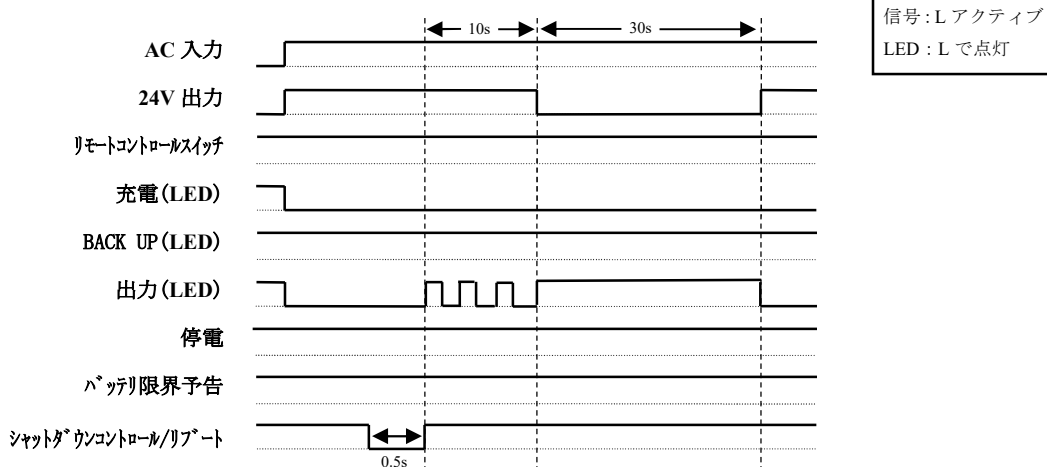 信号 : L アクティブ
LED : L で点灯
10s
30s
AC 入力
24V 出力
ﾘﾓｰﾄｺﾝﾄﾛｰﾙｽｲｯﾁ
充電(LED)
BACK UP(LED)
出力(LED)
停電
ﾊﾞｯﾃﾘ限界予告
ｼｬｯﾄﾀﾞｳﾝｺﾝﾄﾛｰﾙ/ﾘﾌﾞｰﾄ
0.5s